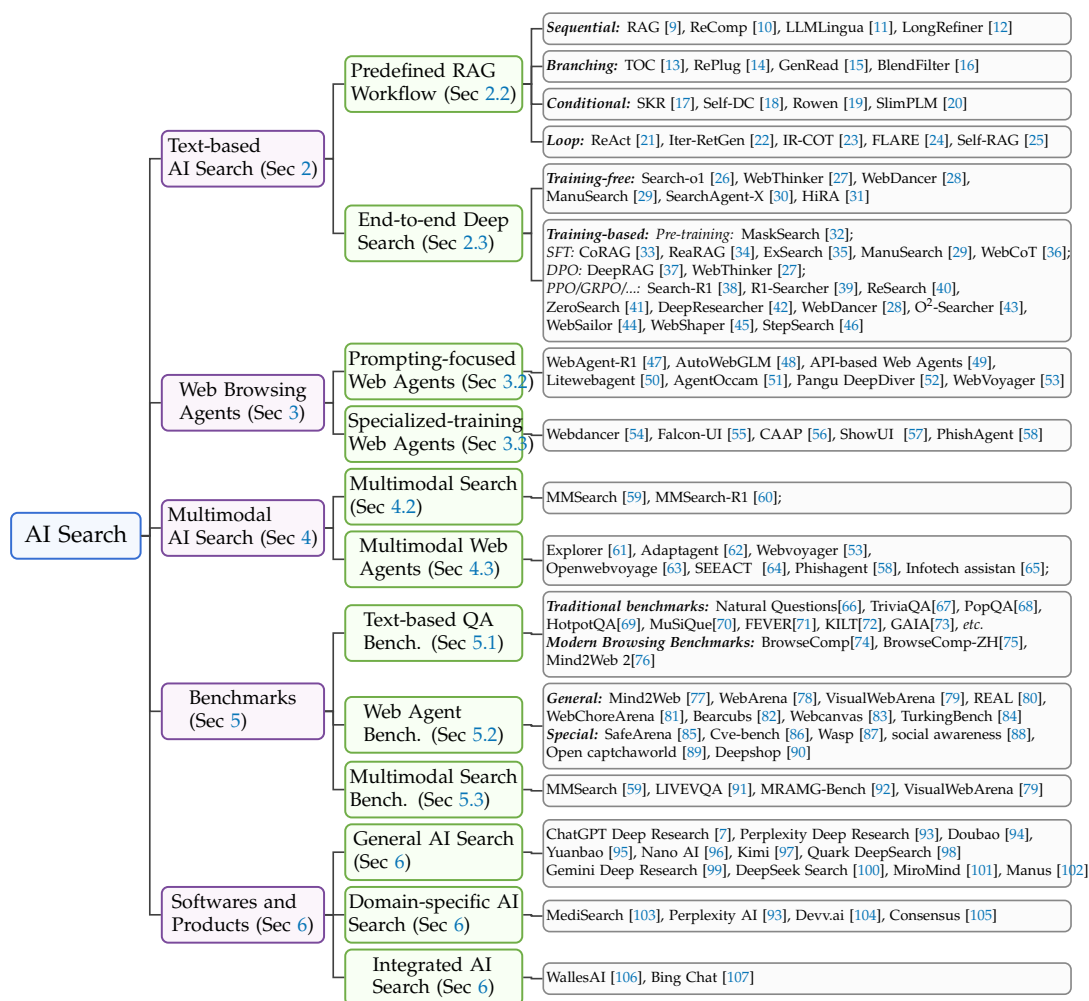 AI Search
Text-based
AI Search (Sec 2)
Predefined RAG
Workflow (Sec 2.2)
Sequential: RAG [9], ReComp [10], LLMLingua [11], LongRefiner [12]
Branching: TOC [13], RePlug [14], GenRead [15], BlendFilter [16]
Conditional: SKR [17], Self-DC [18], Rowen [19], SlimPLM [20]
Loop: ReAct [21], Iter-RetGen [22], IR-COT [23], FLARE [24], Self-RAG [25]
End-to-end Deep
Search (Sec 2.3)
Training-free: Search-o1 [26], WebThinker [27], WebDancer [28],
ManuSearch [29], SearchAgent-X [30], HiRA [31]
Training-based: Pre-training: MaskSearch [32];
SFT: CoRAG [33], ReaRAG [34], ExSearch [35], ManuSearch [29], WebCoT [36];
DPO: DeepRAG [37], WebThinker [27];
PPO/GRPO/...: Search-R1 [38], R1-Searcher [39], ReSearch [40],
ZeroSearch [41], DeepResearcher [42], WebDancer [28], O²-Searcher [43],
WebSailor [44], WebShaper [45], StepSearch [46]
Web Browsing
Agents (Sec 3)
Prompting-focused
Web Agents (Sec 3.2)
WebAgent-R1 [47], AutoWebGLM [48], API-based Web Agents [49],
Litewebagent [50], AgentOccam [51], Pangu DeepDiver [52], WebVoyager [53]
Specialized-training
Web Agents (Sec 3.3)
Webdancer [54], Falcon-UI [55], CAAP [56], ShowUI [57], PhishAgent [58]
Multimodal
AI Search (Sec 4)
Multimodal Search
(Sec 4.2)
MMSearch [59], MMSearch-R1 [60];
Multimodal Web
Agents (Sec 4.3)
Explorer [61], Adaptagent [62], Webvoyager [53],
Openwebvoyage [63], SEEACT [64], Phishagent [58], Infotech assistan [65];
Benchmarks
(Sec 5)
Text-based QA
Bench. (Sec 5.1)
Traditional benchmarks: Natural Questions[66], TriviaQA[67], PopQA[68],
HotpotQA[69], MuSiQue[70], FEVER[71], KILT[72], GAIA[73], etc.
Modern Browsing Benchmarks: BrowseComp[74], BrowseComp-ZH[75],
Mind2Web 2[76]
Web Agent
Bench. (Sec 5.2)
General: Mind2Web [77], WebArena [78], VisualWebArena [79], REAL [80],
WebChoreArena [81], Bearcubs [82], Webcanvas [83], TurkingBench [84]
Special: SafeArena [85], Cve-bench [86], Wasp [87], social awareness [88],
Open captchaworld [89], Deepshop [90]
Multimodal Search
Bench. (Sec 5.3)
MMSearch [59], LIVEVQA [91], MRAMG-Bench [92], VisualWebArena [79]
Softwares and
Products (Sec 6)
General AI Search
(Sec 6)
ChatGPT Deep Research [7], Perplexity Deep Research [93], Doubao [94],
Yuanbao [95], Nano AI [96], Kimi [97], Quark DeepSearch [98]
Gemini Deep Research [99], DeepSeek Search [100], MiroMind [101], Manus [102]
Domain-specific AI
Search (Sec 6)
MediSearch [103], Perplexity AI [93], Devv.ai [104], Consensus [105]
Integrated AI
Search (Sec 6)
WallesAI [106], Bing Chat [107]